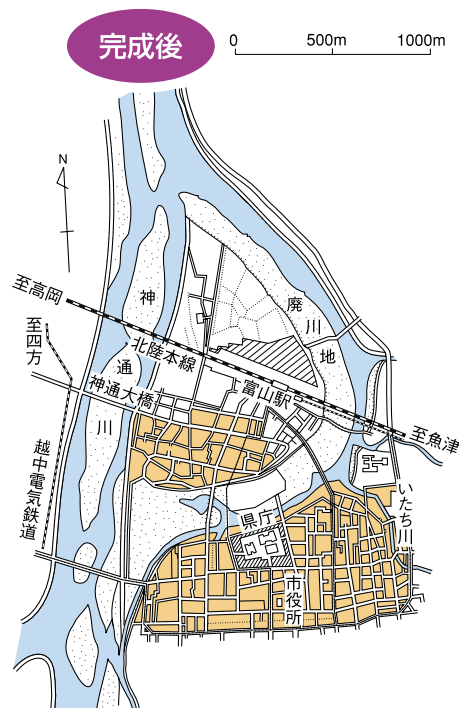 完成後
0 500m 1000m
N
至高岡
至四方
神通川
北陸本線
神通大橋
富山駅
廃川地
至魚津
越中電気鉄道
いたち川
県庁
市役所